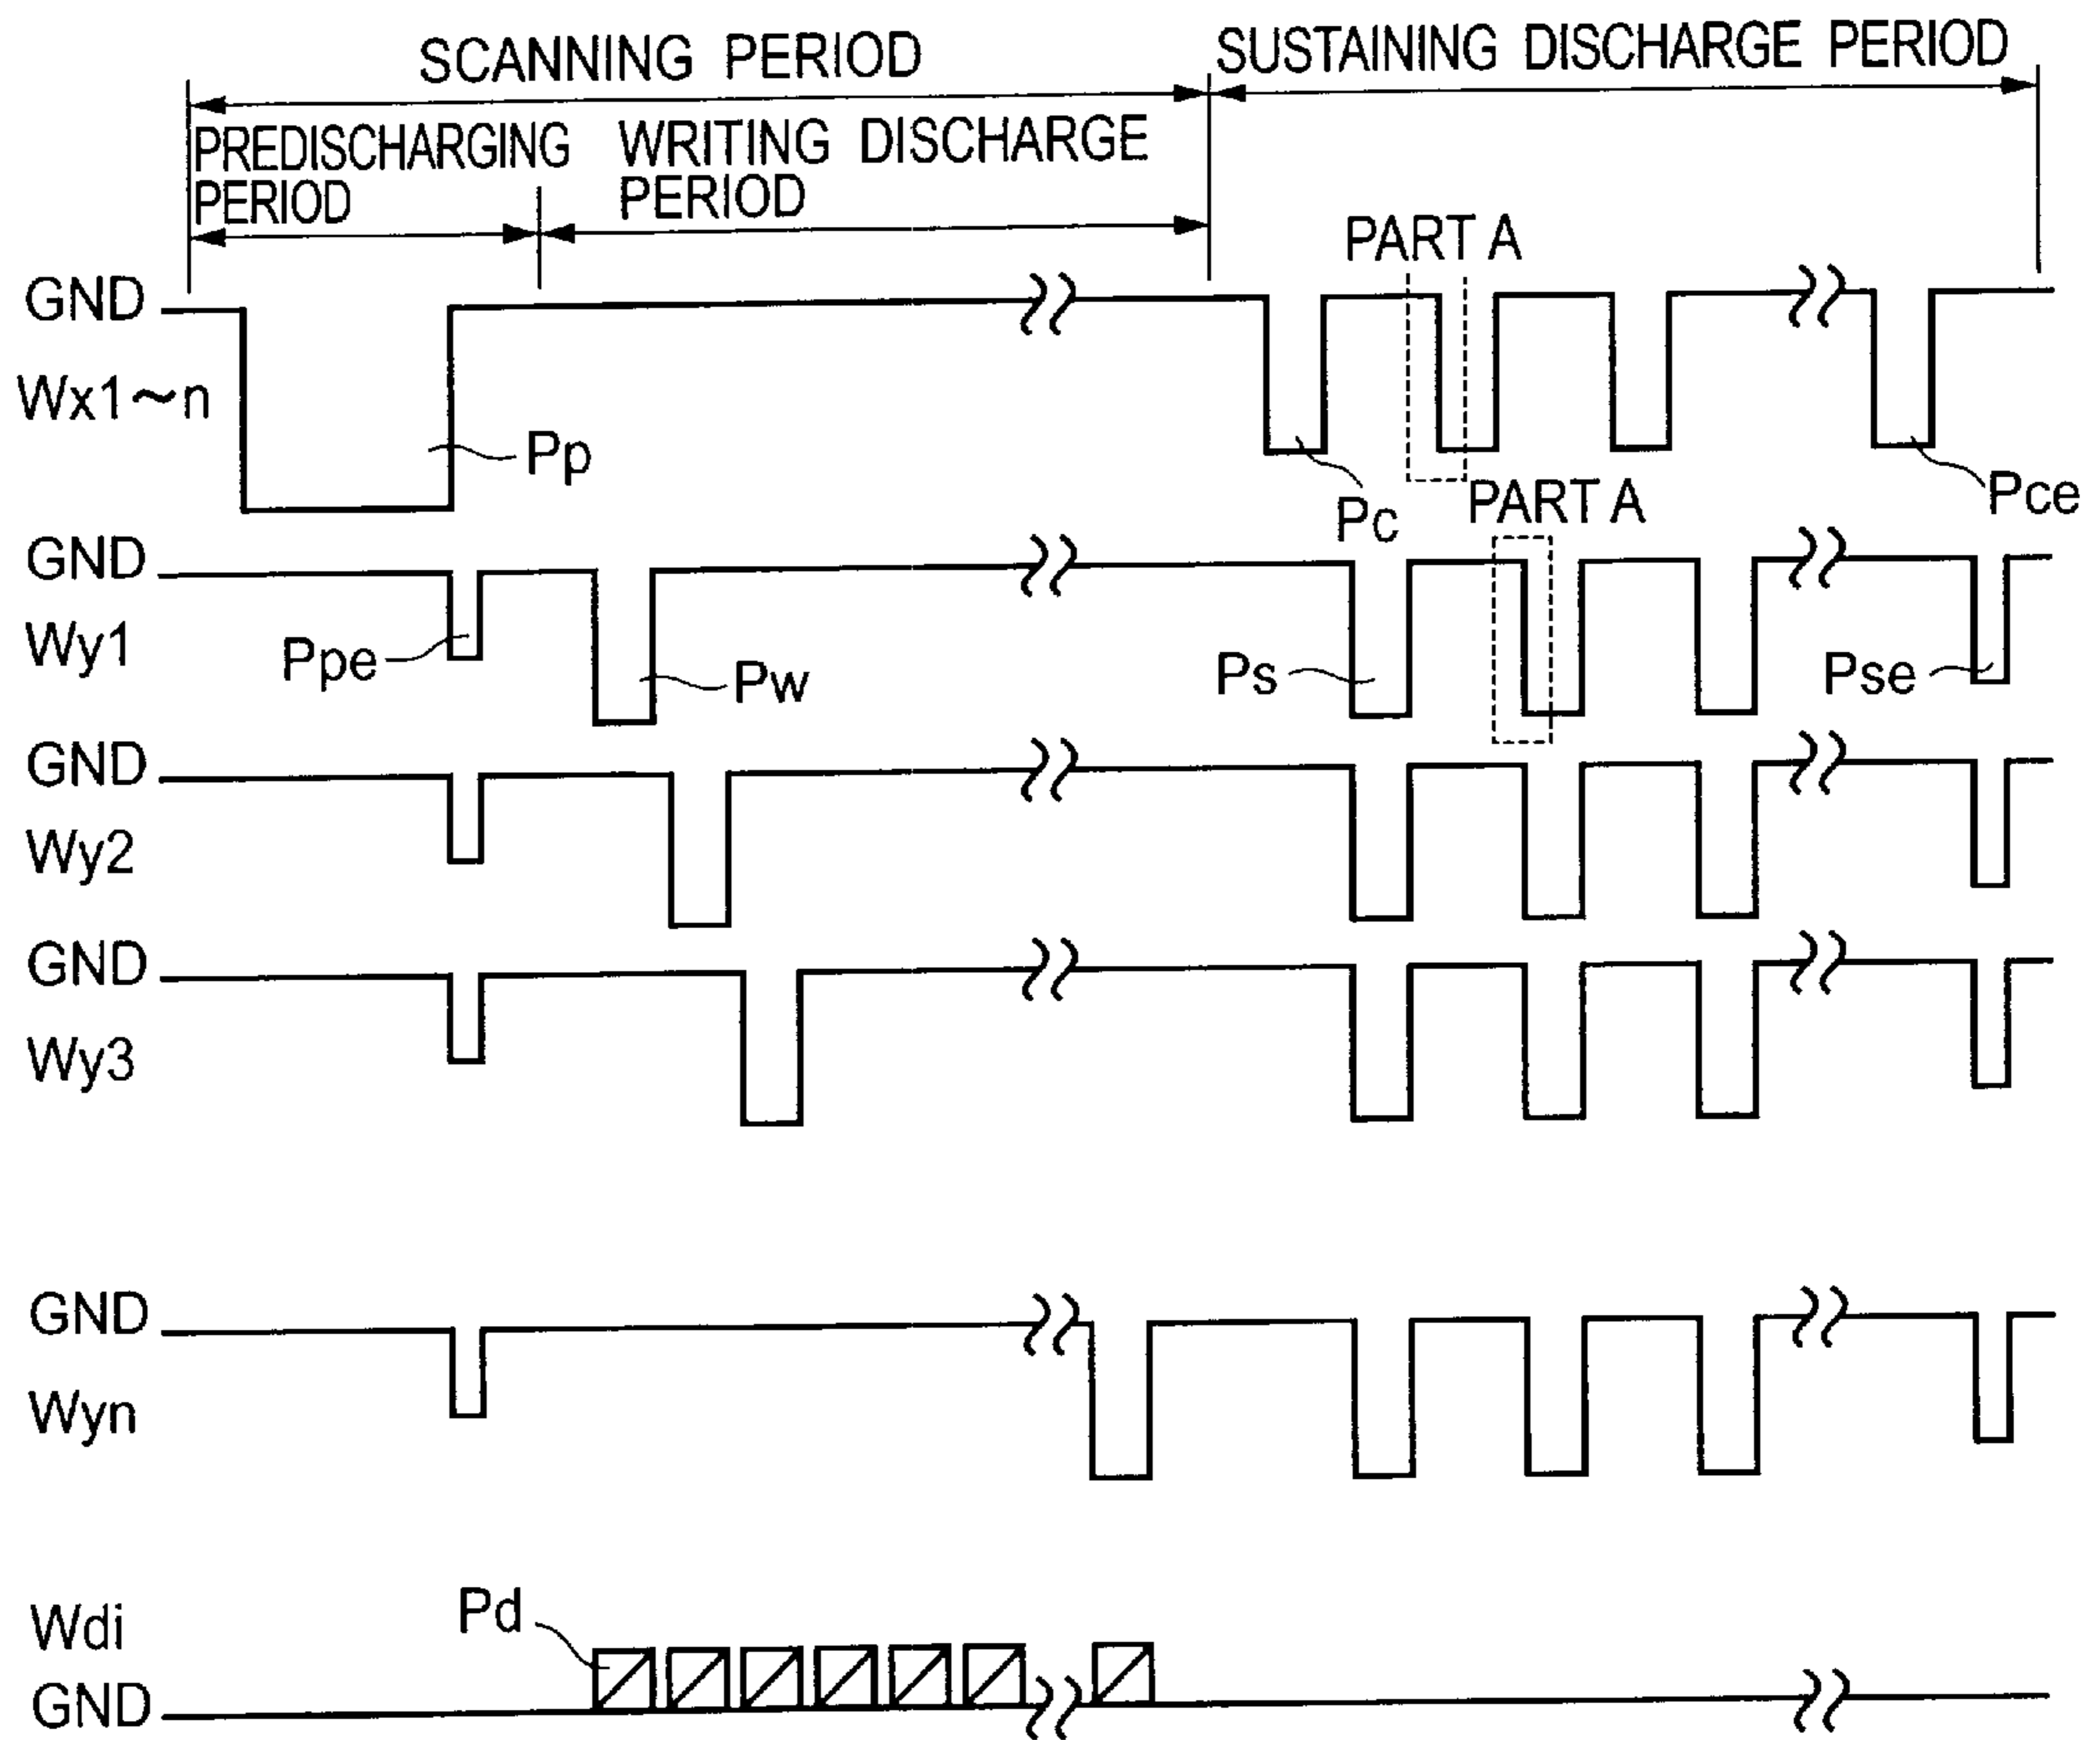 SCANNING PERIOD
SUSTAINING DISCHARGE PERIOD
PREDISCHARGING
PERIOD
WRITING DISCHARGE
PERIOD
PART A
GND
Wx1~n
Pp
Pc
Pce
PART A
GND
Wy1
Ppe
Pw
Ps
Pse
GND
Wy2
GND
Wy3
GND
Wyn
Wdi
Pd
GND